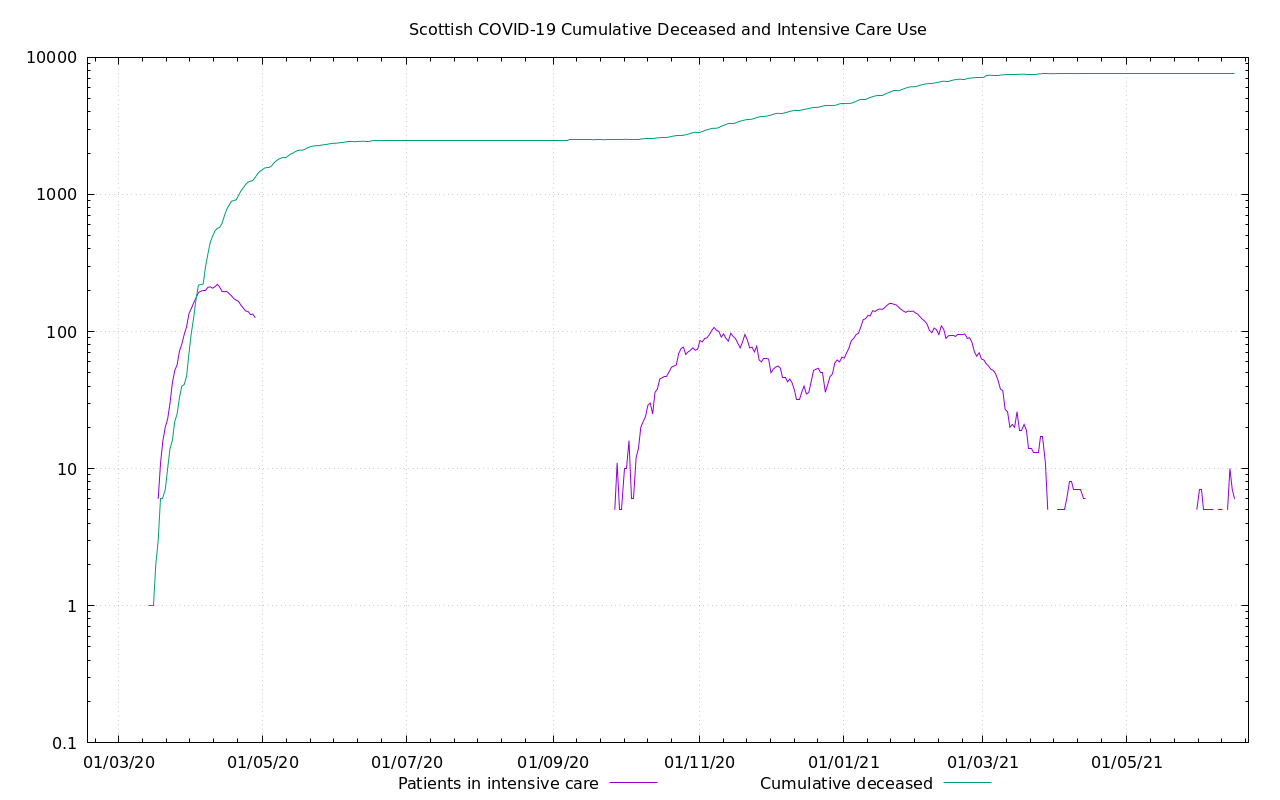 Scottish COVID-19 Cumulative Deceased and Intensive Care Use
10000
1000
100
10
1
0.1
01/03/20 01/05/20 01/07/20 01/09/20 01/11/20 01/01/21 01/03/21 01/05/21
Patients in intensive care Cumulative deceased